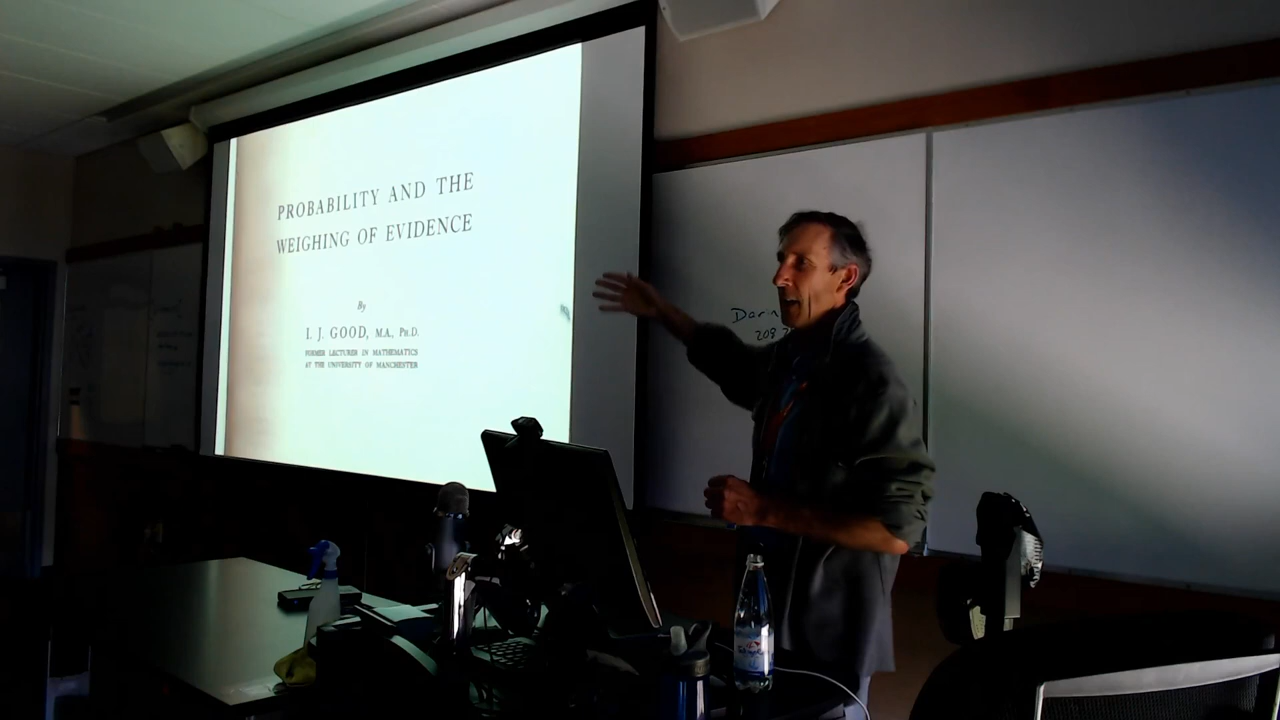 PROBABILITY AND THE
WEIGHING OF EVIDENCE
By
I. J. GOOD, M.A., PH.D.
FORMER LECTURER IN MATHEMATICS
AT THE UNIVERSITY OF MANCHESTER